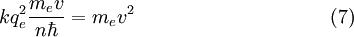 kq_e^2 \frac{m_e v}{n\hbar} = m_e v^2 (7)